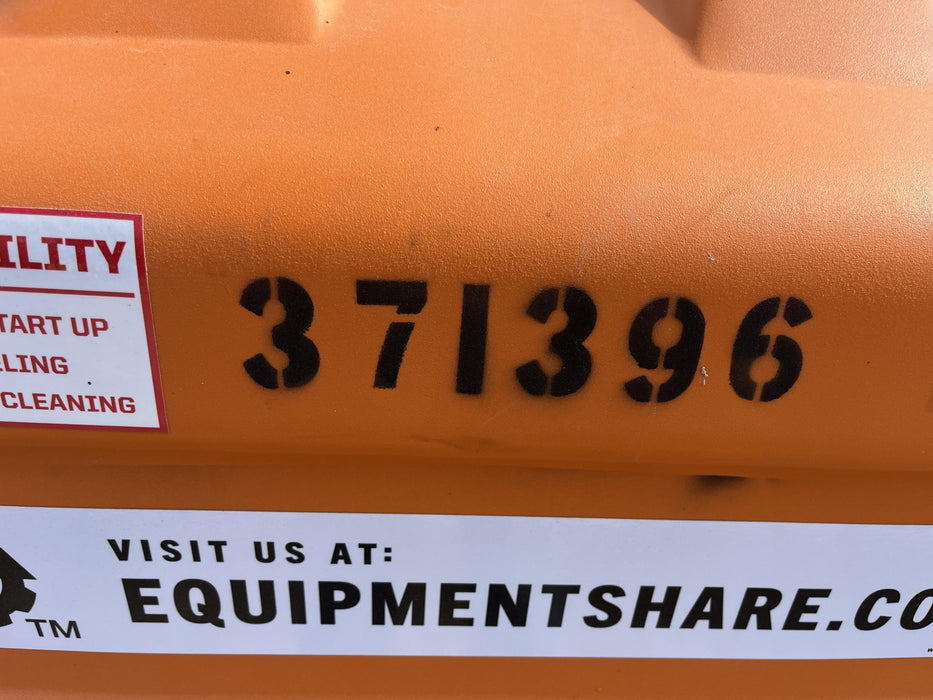 ILITY
TART UP
LING
CLEANING
371396
VISIT US AT:
EQUIPMENTSHARE.CO
TM